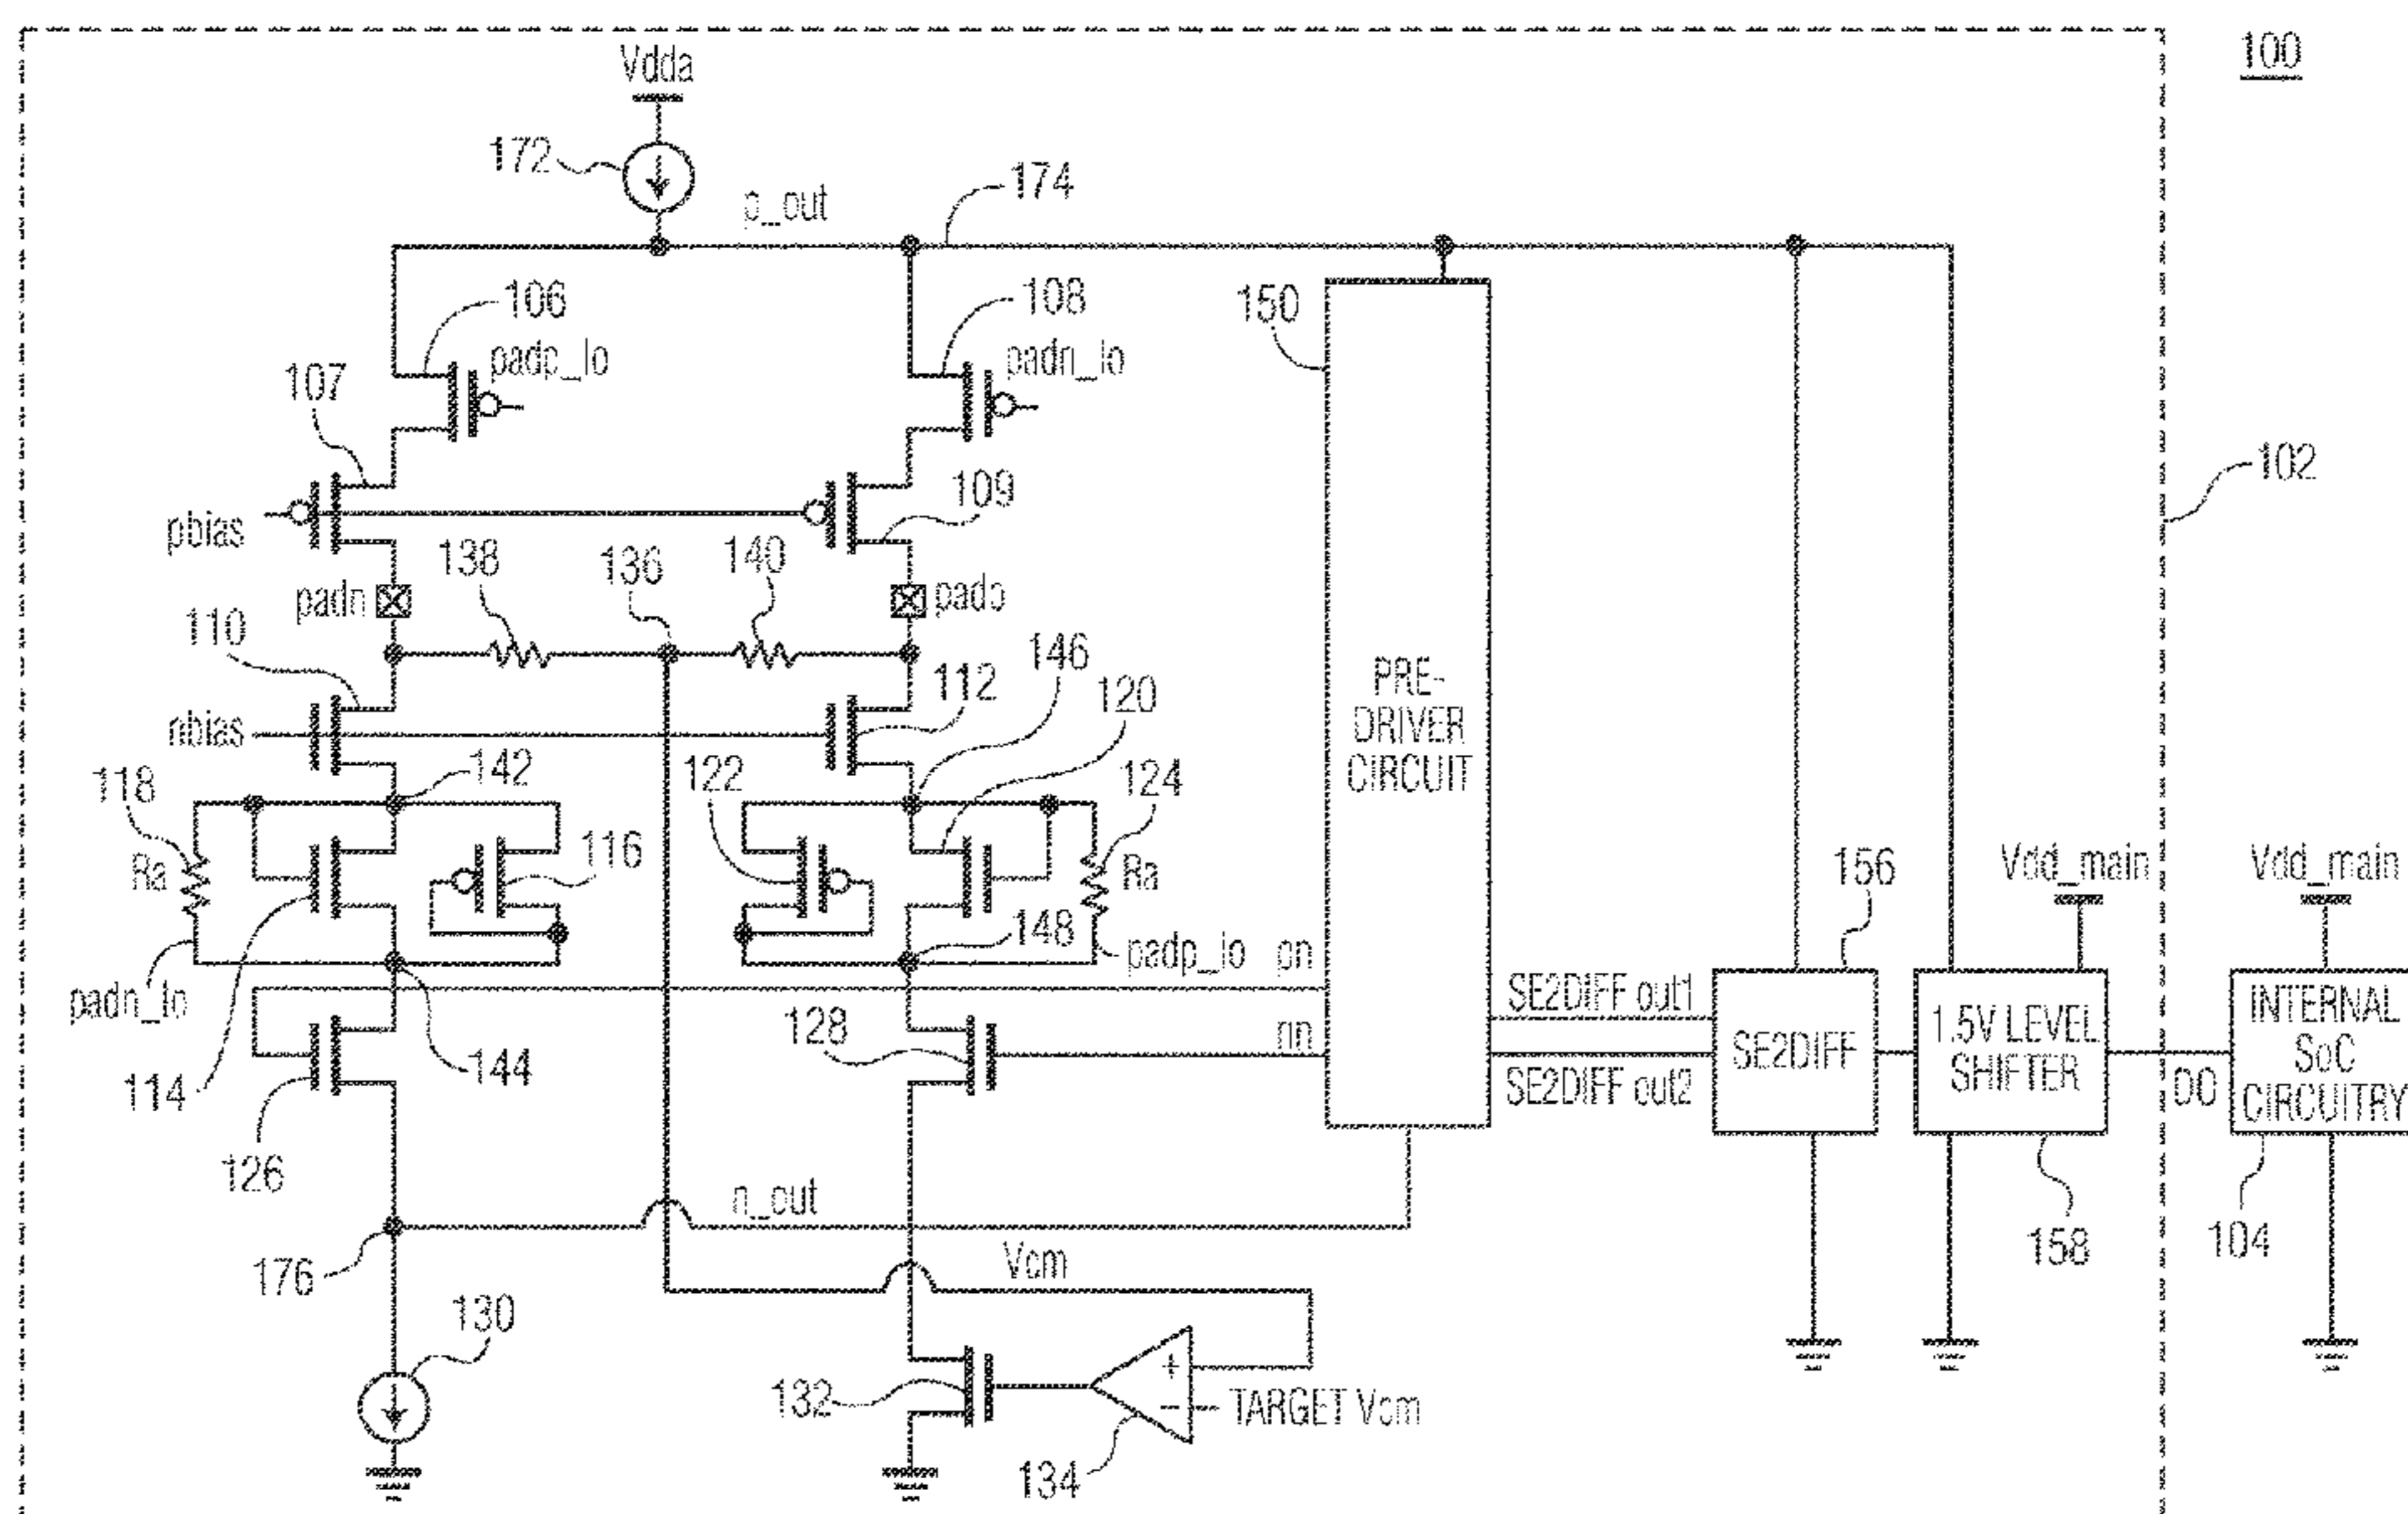 100
Vdda
172
p_out
174
106
padp_lo
108
padn_lo
150
107
102
pbias
109
138
136
140
padn
padp
110
146
112
120
nbias
PRE-
DRIVER
CIRCUIT
118
142
122
124
Ra
116
Ra
156
Vdd_main
Vdd_main
148
padp_lo
pn
padn_lo
SE2DIFF out1
128
nn
SE2DIFF
1.5V LEVEL
SHIFTER
INTERNAL
SoC
CIRCUITRY
114
144
SE2DIFF out2
DO
126
n_out
158
104
176
Vcm
130
+
132
−
TARGET Vcm
134